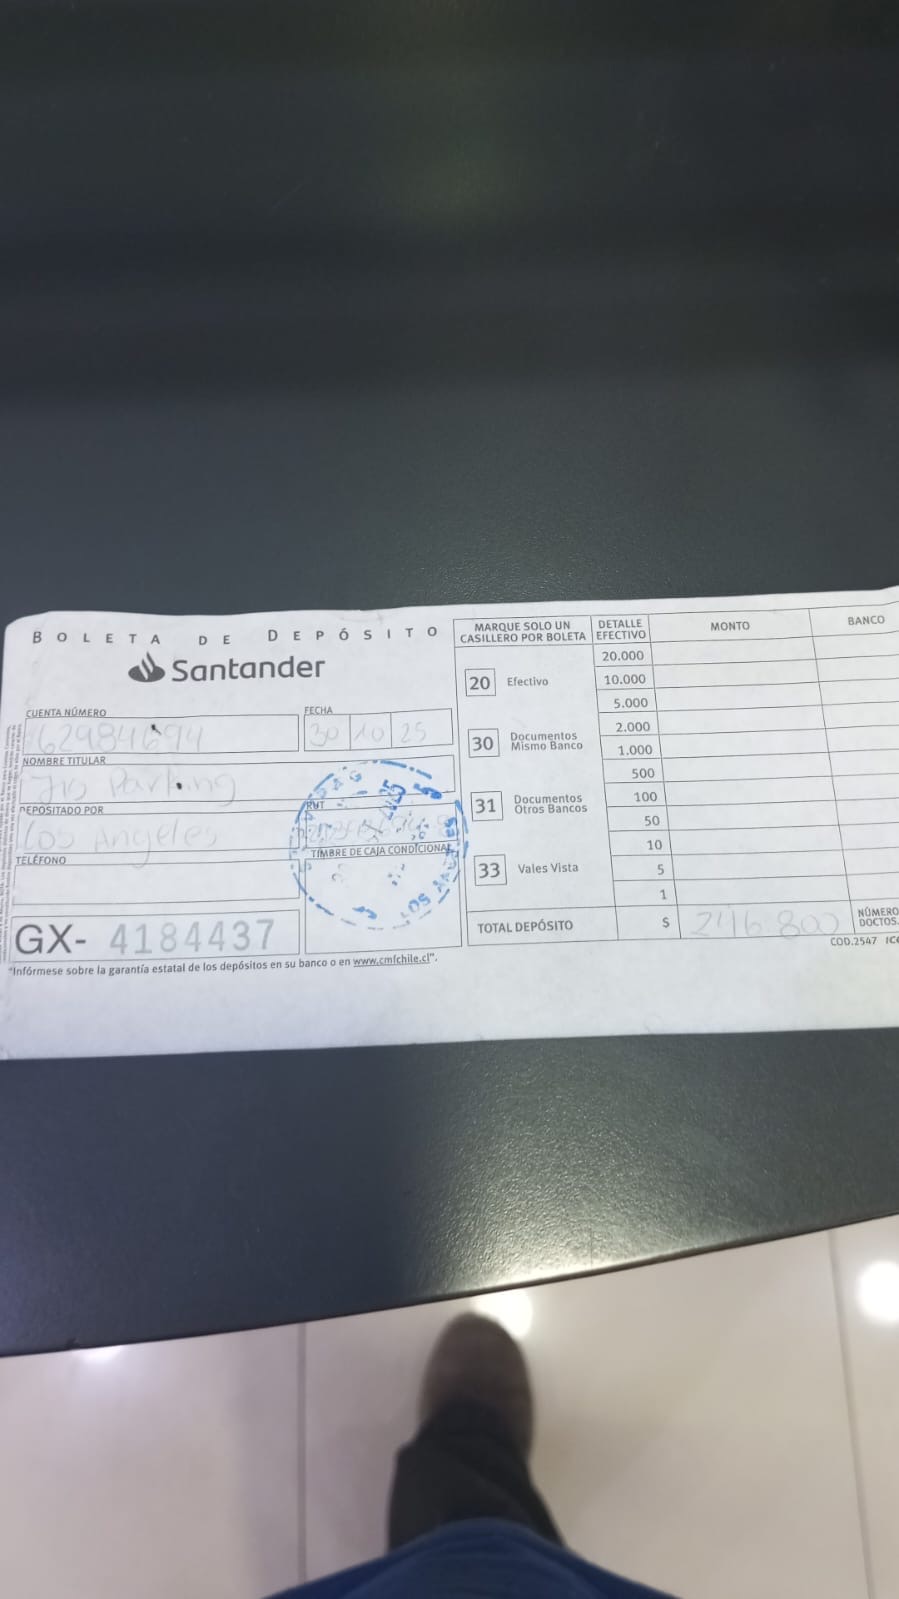 BOLETA DE DEPÓSITO
Santander
CUENTA NÚMERO
62984694
FECHA
30 10 25
NOMBRE TITULAR
Jis Parking
DEPOSITADO POR
Los Angeles
RUT
TELÉFONO
TIMBRE DE CAJA CONDICIONAL
LOS ANGELES
GX- 4184437
"Infórmese sobre la garantía estatal de los depósitos en su banco o en www.cmfchile.cl".
MARQUE SOLO UN
CASILLERO POR BOLETA
20 Efectivo
30 Documentos
Mismo Banco
31 Documentos
Otros Bancos
33 Vales Vista
DETALLE
EFECTIVO
MONTO
BANCO
20.000
10.000
5.000
2.000
1.000
500
100
50
10
5
1
TOTAL DEPÓSITO $ 246.800
NÚMERO
DOCTOS.
COD.2547